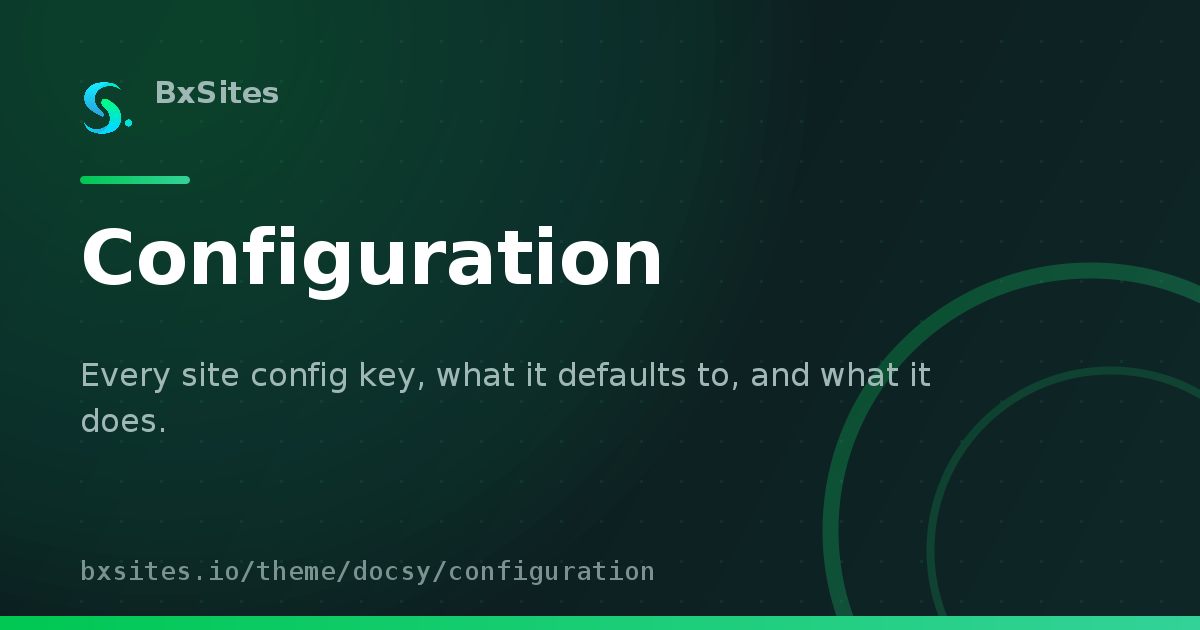 BxSites
Configuration
Every site config key, what it defaults to, and what it
does.
bxsites.io/theme/docsy/configuration